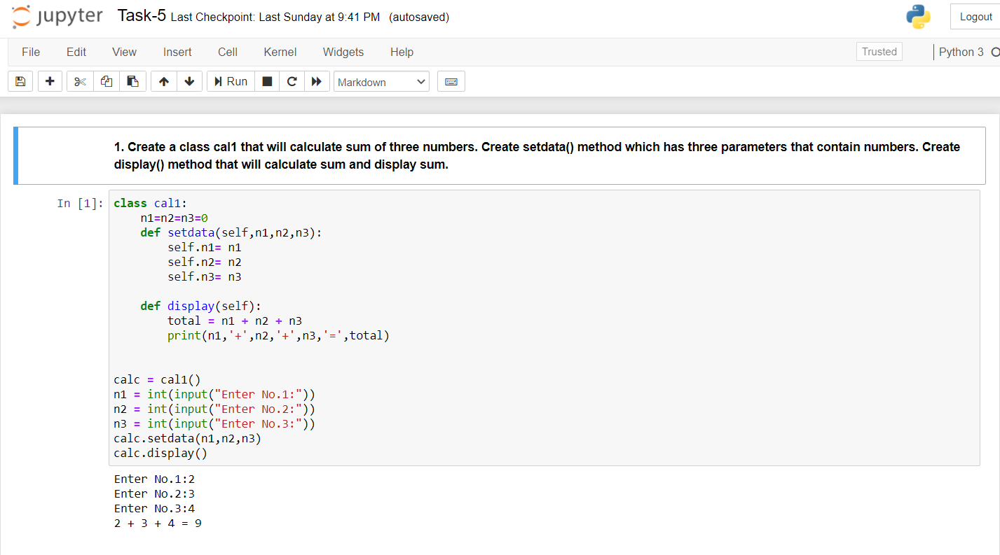 jupyter Task-5 Last Checkpoint: Last Sunday at 9:41 PM (autosaved) Logout
File Edit View Insert Cell Kernel Widgets Help Trusted Python 3
Run Markdown
1. Create a class cal1 that will calculate sum of three numbers. Create setdata() method which has three parameters that contain numbers. Create
display() method that will calculate sum and display sum.
In [1]: class cal1:
    n1=n2=n3=0
    def setdata(self,n1,n2,n3):
        self.n1= n1
        self.n2= n2
        self.n3= n3
    def display(self):
        total = n1 + n2 + n3
        print(n1,'+',n2,'+',n3,'=',total)
calc = cal1()
n1 = int(input("Enter No.1:"))
n2 = int(input("Enter No.2:"))
n3 = int(input("Enter No.3:"))
calc.setdata(n1,n2,n3)
calc.display()
Enter No.1:2
Enter No.2:3
Enter No.3:4
2 + 3 + 4 = 9